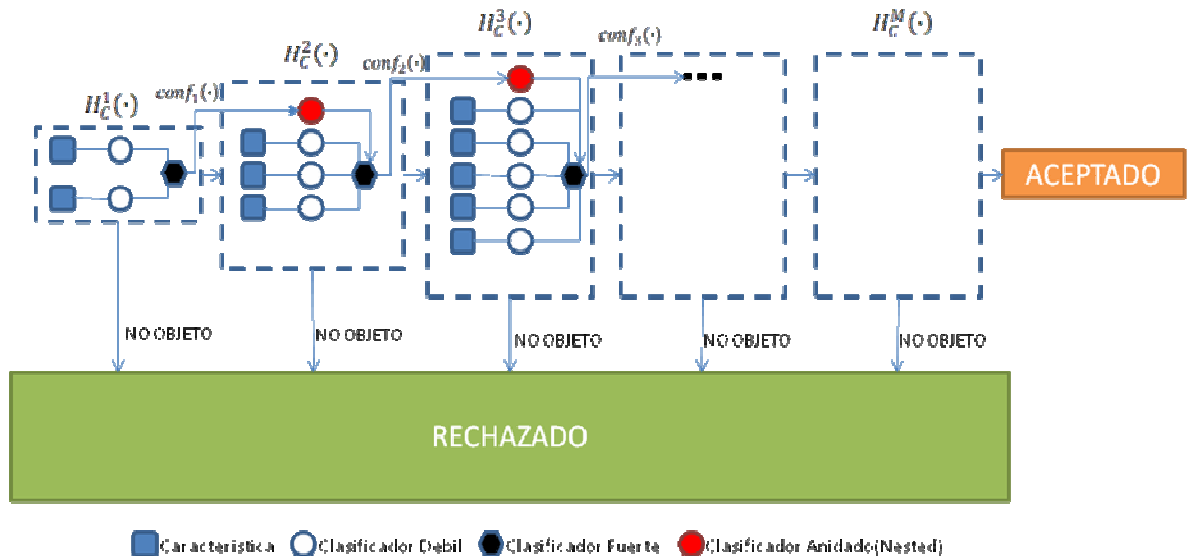 H_C^1(·)
conf_1(·)
H_C^2(·)
conf_2(·)
H_C^3(·)
conf_3(·)
H_C^M(·)
ACEPTADO
NO OBJETO
NO OBJETO
NO OBJETO
NO OBJETO
NO OBJETO
RECHAZADO
Caracteristica Clasificador Debil Clasificador Fuerte Clasificador Anidado(Nested)